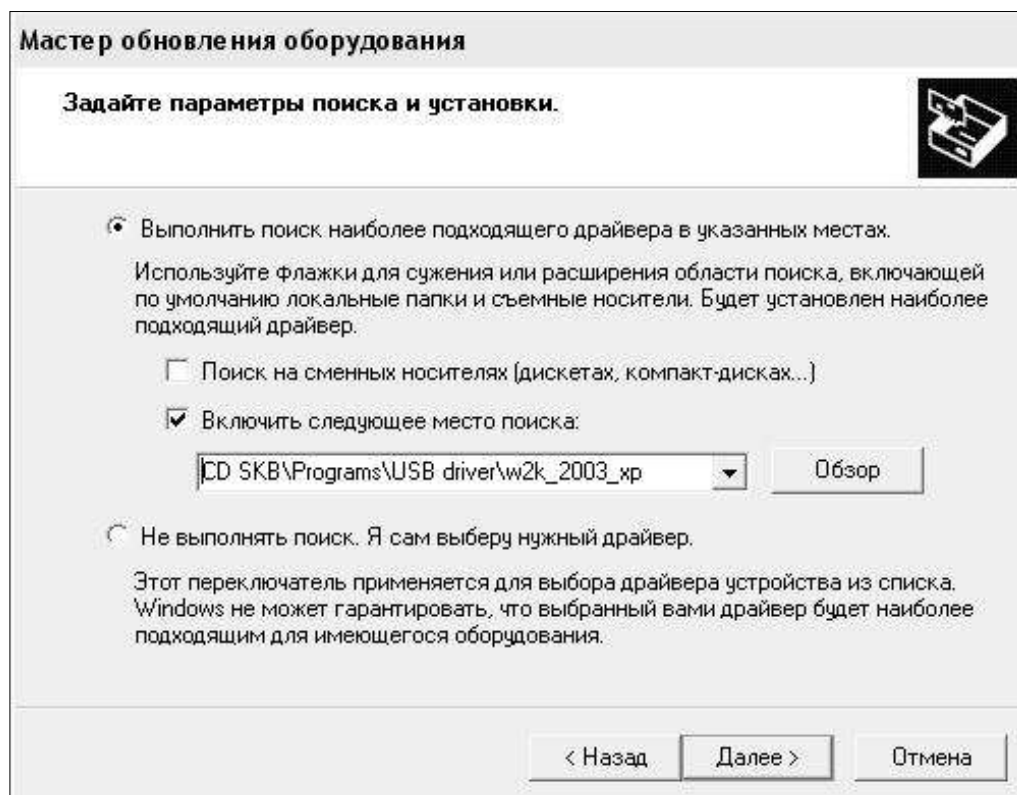 Мастер обновления оборудования
Задайте параметры поиска и установки.
Выполнить поиск наиболее подходящего драйвера в указанных местах.
Используйте флажки для сужения или расширения области поиска, включающей
по умолчанию локальные папки и съемные носители. Будет установлен наиболее
подходящий драйвер.
Поиск на сменных носителях (дискетах, компакт-дисках...)
Включить следующее место поиска:
CD SKB\Programs\USB driver\w2k_2003_xp
Обзор
Не выполнять поиск. Я сам выберу нужный драйвер.
Этот переключатель применяется для выбора драйвера устройства из списка.
Windows не может гарантировать, что выбранный вами драйвер будет наиболее
подходящим для имеющегося оборудования.
< Назад Далее > Отмена